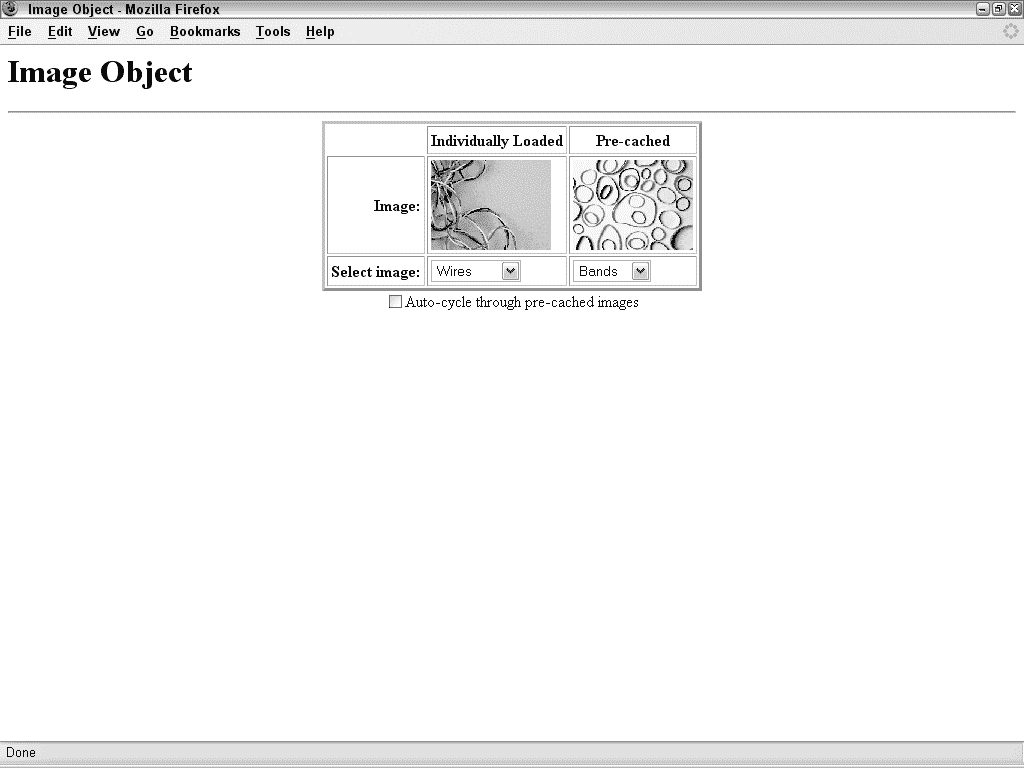 Image Object - Mozilla Firefox
File Edit View Go Bookmarks Tools Help
Image Object
Individually Loaded Pre-cached
Image:
Select image: Wires Bands
Auto-cycle through pre-cached images
Done